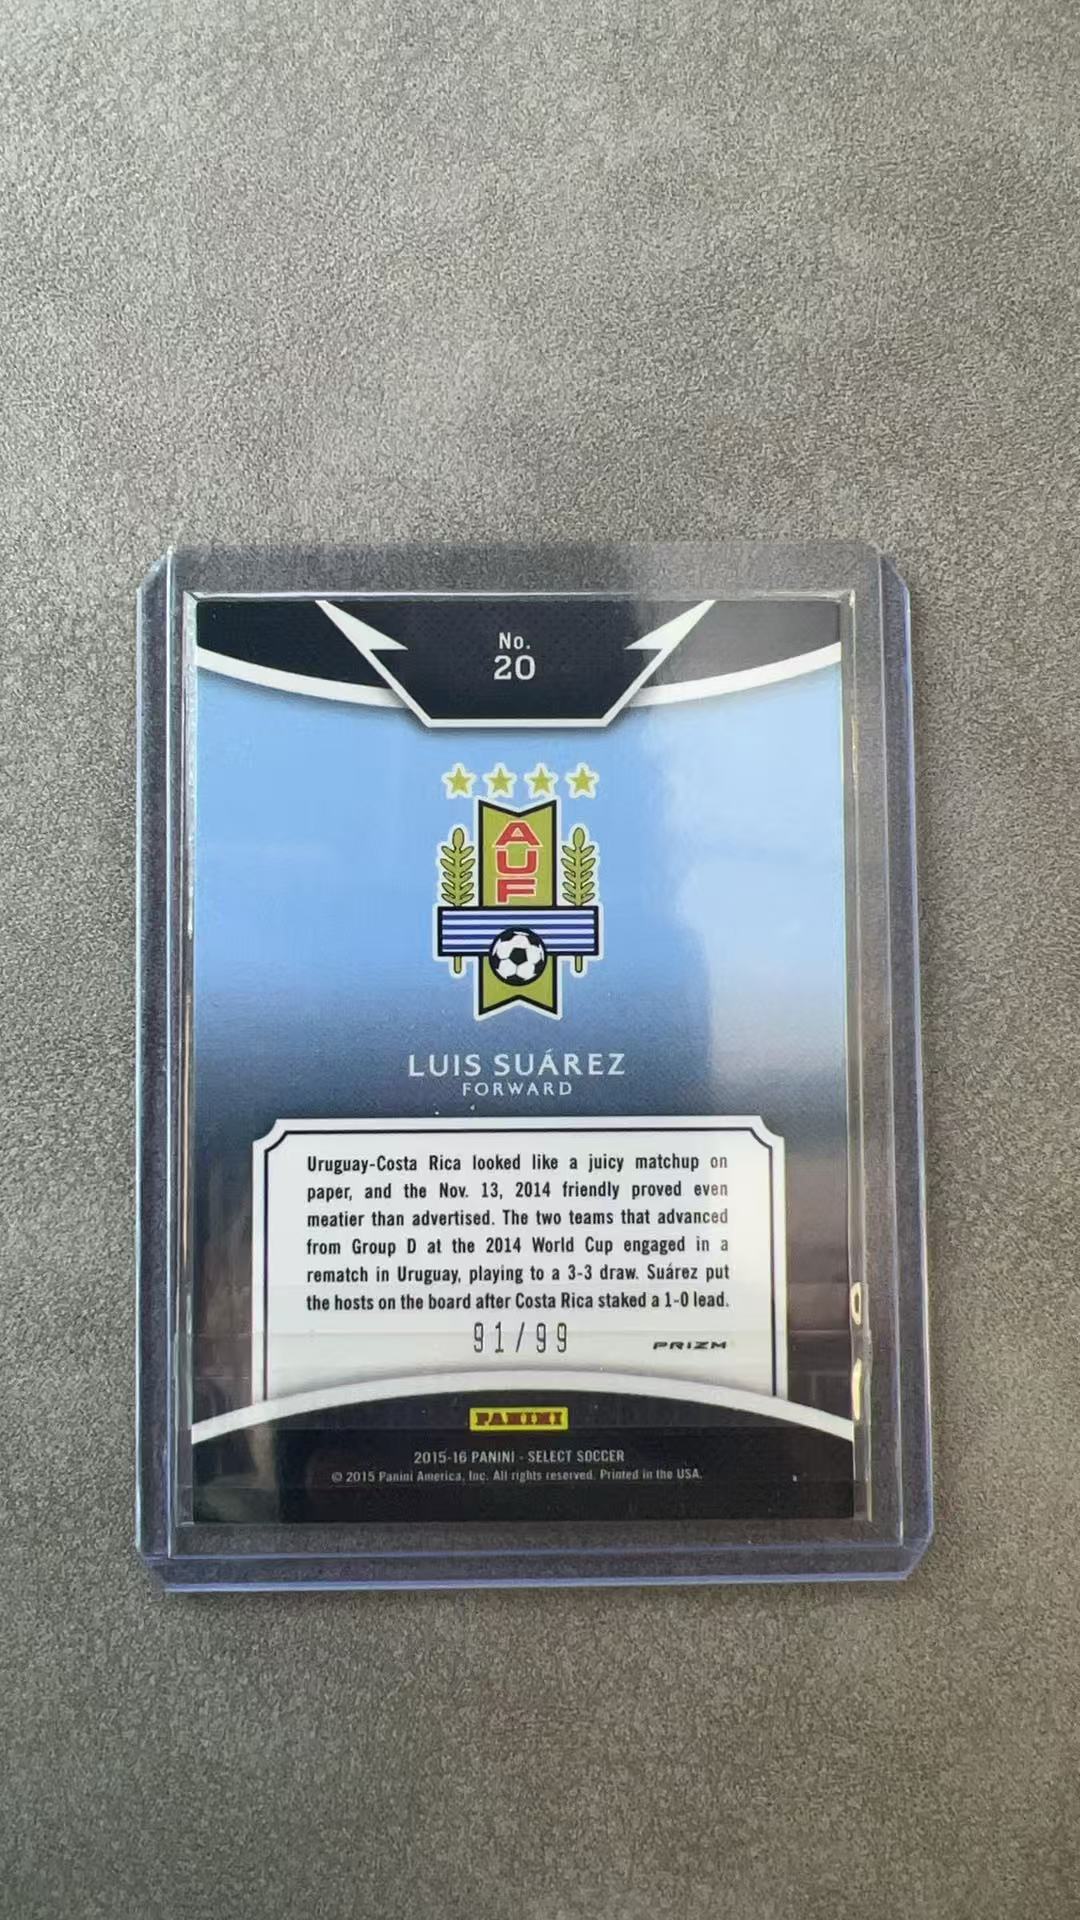 No.
20
AUF
LUIS SUÁREZ
FORWARD
Uruguay-Costa Rica looked like a juicy matchup on
paper, and the Nov. 13, 2014 friendly proved even
meatier than advertised. The two teams that advanced
from Group D at the 2014 World Cup engaged in a
rematch in Uruguay, playing to a 3-3 draw. Suárez put
the hosts on the board after Costa Rica staked a 1-0 lead.
91/99
PRIZM
PANINI
2015-16 PANINI - SELECT SOCCER
© 2015 Panini America, Inc. All rights reserved. Printed in the USA.